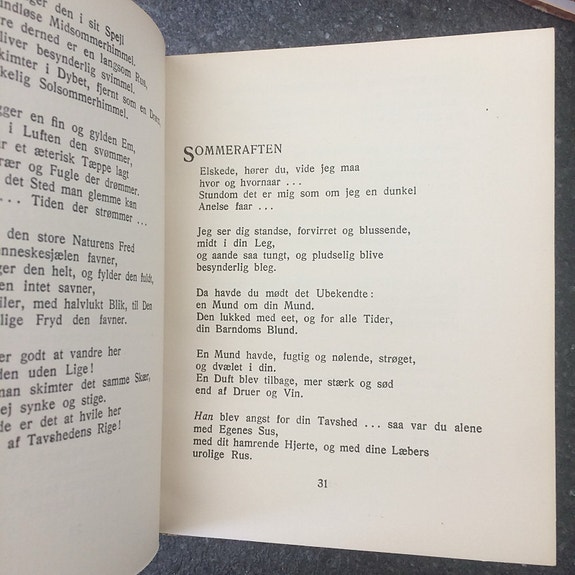 ger den i sit Spejl
ndløse Midsommerhimmel.
re derned er en langsom Rus,
liver besynderlig svimmel.
kimter i Dybet, fjernt som en Drøm,
kelig Solsommerhimmel.
gger en fin og gylden Em,
i Luften den svømmer,
r et æterisk Tæppe lagt
rær og Fugle der drømmer.
det Sted man glemme kan
... Tiden der strømmer ...
den store Naturens Fred
nneskesjælen favner,
ger den helt, og fylder den fuldt,
en intet savner,
iler, med halvlukt Blik, til Den
lige Fryd den favner.
er godt at vandre her
den uden Lige!
man skimter det samme Skær,
ej synke og stige.
de er det at hvile her
af Tavshedens Rige!
SOMMERAFTEN
Elskede, hører du, vide jeg maa
hvor og hvornaar ...
Stundom det er mig som om jeg en dunkel
Anelse faar ...
Jeg ser dig standse, forvirret og blussende,
midt i din Leg,
og aande saa tungt, og pludselig blive
besynderlig bleg.
Da havde du mødt det Ubekendte:
en Mund om din Mund.
Den lukked med eet, og for alle Tider,
din Barndoms Blund.
En Mund havde, fugtig og nølende, strøget,
og dvælet i din.
En Duft blev tilbage, mer stærk og sød
end af Druer og Vin.
Han blev angst for din Tavshed ... saa var du alene
med Egenes Sus,
med dit hamrende Hjerte, og med dine Læbers
urolige Rus.
31